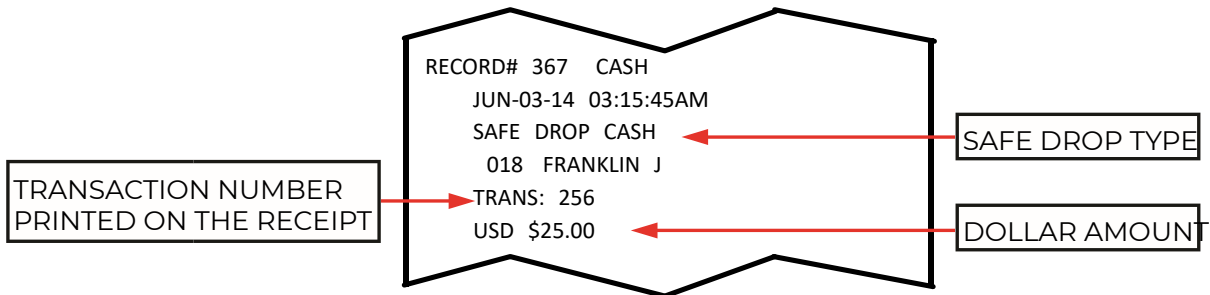 RECORD# 367 CASH
JUN-03-14 03:15:45AM
SAFE DROP CASH
SAFE DROP TYPE
018 FRANKLIN J
TRANSACTION NUMBER
PRINTED ON THE RECEIPT
TRANS: 256
USD $25.00
DOLLAR AMOUNT